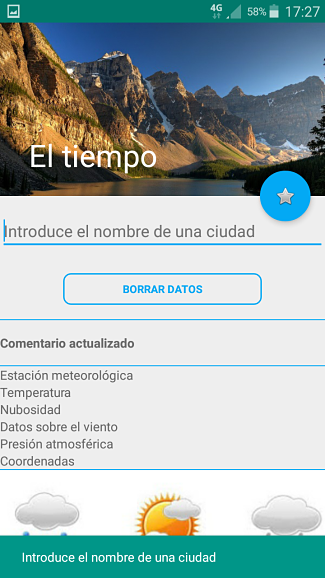 4G 58% 17:27
El tiempo
Introduce el nombre de una ciudad
BORRAR DATOS
Comentario actualizado
Estación meteorológica
Temperatura
Nubosidad
Datos sobre el viento
Presión atmosférica
Coordenadas
Introduce el nombre de una ciudad